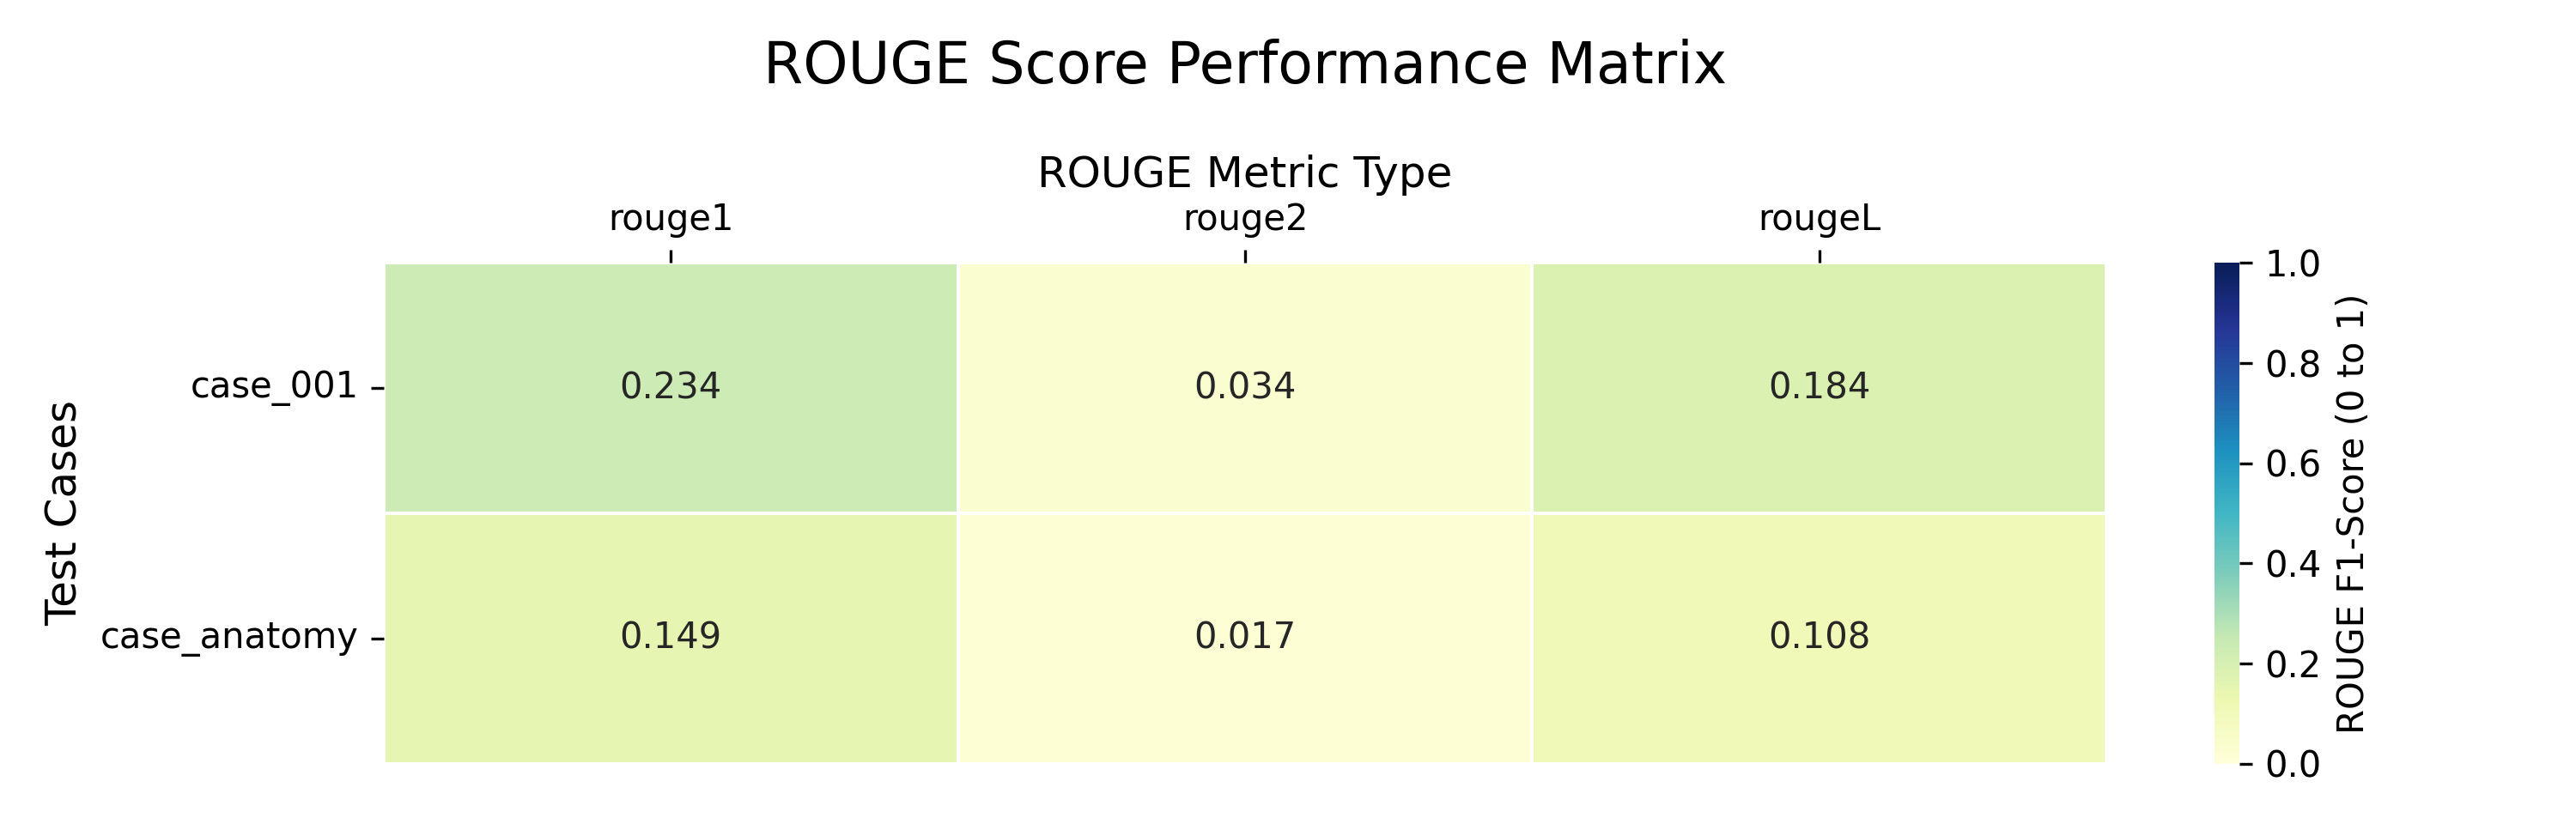 ROUGE Score Performance Matrix
ROUGE Metric Type
rouge1 rouge2 rougeL
Test Cases
case_001 0.234 0.034 0.184
case_anatomy 0.149 0.017 0.108
1.0
0.8
0.6
0.4
0.2
0.0
ROUGE F1-Score (0 to 1)